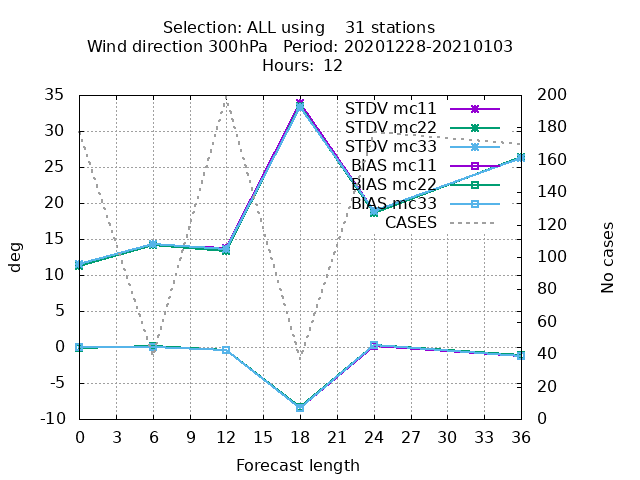 Selection: ALL using    31 stations
Wind direction 300hPa   Period: 20201228-20210103
Hours:  12
35
30
25
20
15
10
5
0
-5
-10
deg
200
180
160
140
120
100
80
60
40
20
0
No cases
STDV mc11
STDV mc22
STDV mc33
BIAS mc11
BIAS mc22
BIAS mc33
CASES
0 3 6 9 12 15 18 21 24 27 30 33 36
Forecast length